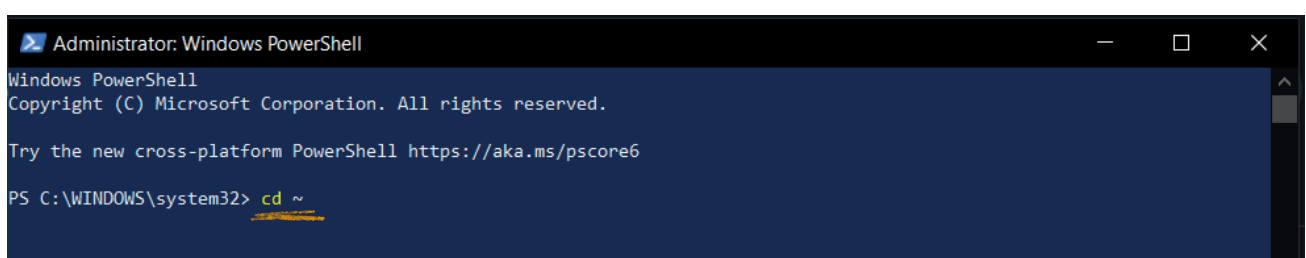 Administrator: Windows PowerShell
Windows PowerShell
Copyright (C) Microsoft Corporation. All rights reserved.
Try the new cross-platform PowerShell https://aka.ms/pscore6
PS C:\WINDOWS\system32> cd ~